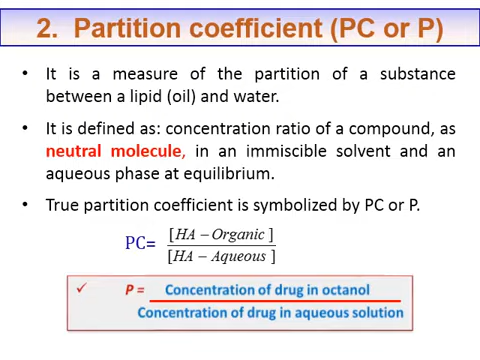 2. Partition coefficient (PC or P)
• It is a measure of the partition of a substance
between a lipid (oil) and water.
• It is defined as: concentration ratio of a compound, as
neutral molecule, in an immiscible solvent and an
aqueous phase at equilibrium.
• True partition coefficient is symbolized by PC or P.
[HA – Organic ]
PC=
[HA – Aqueous ]
✓ P = Concentration of drug in octanol
Concentration of drug in aqueous solution